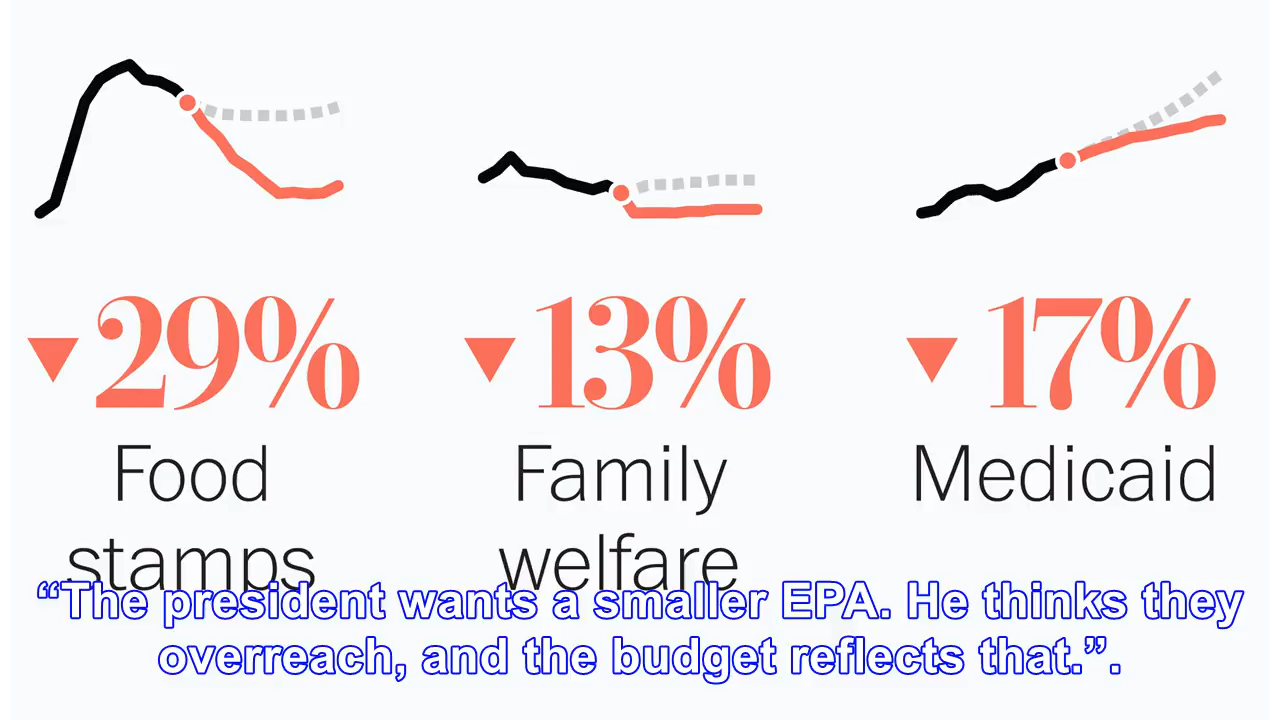 ▼29% ▼13% ▼17%
Food Family Medicaid
stamps welfare
“The president wants a smaller EPA. He thinks they
overreach, and the budget reflects that.”.